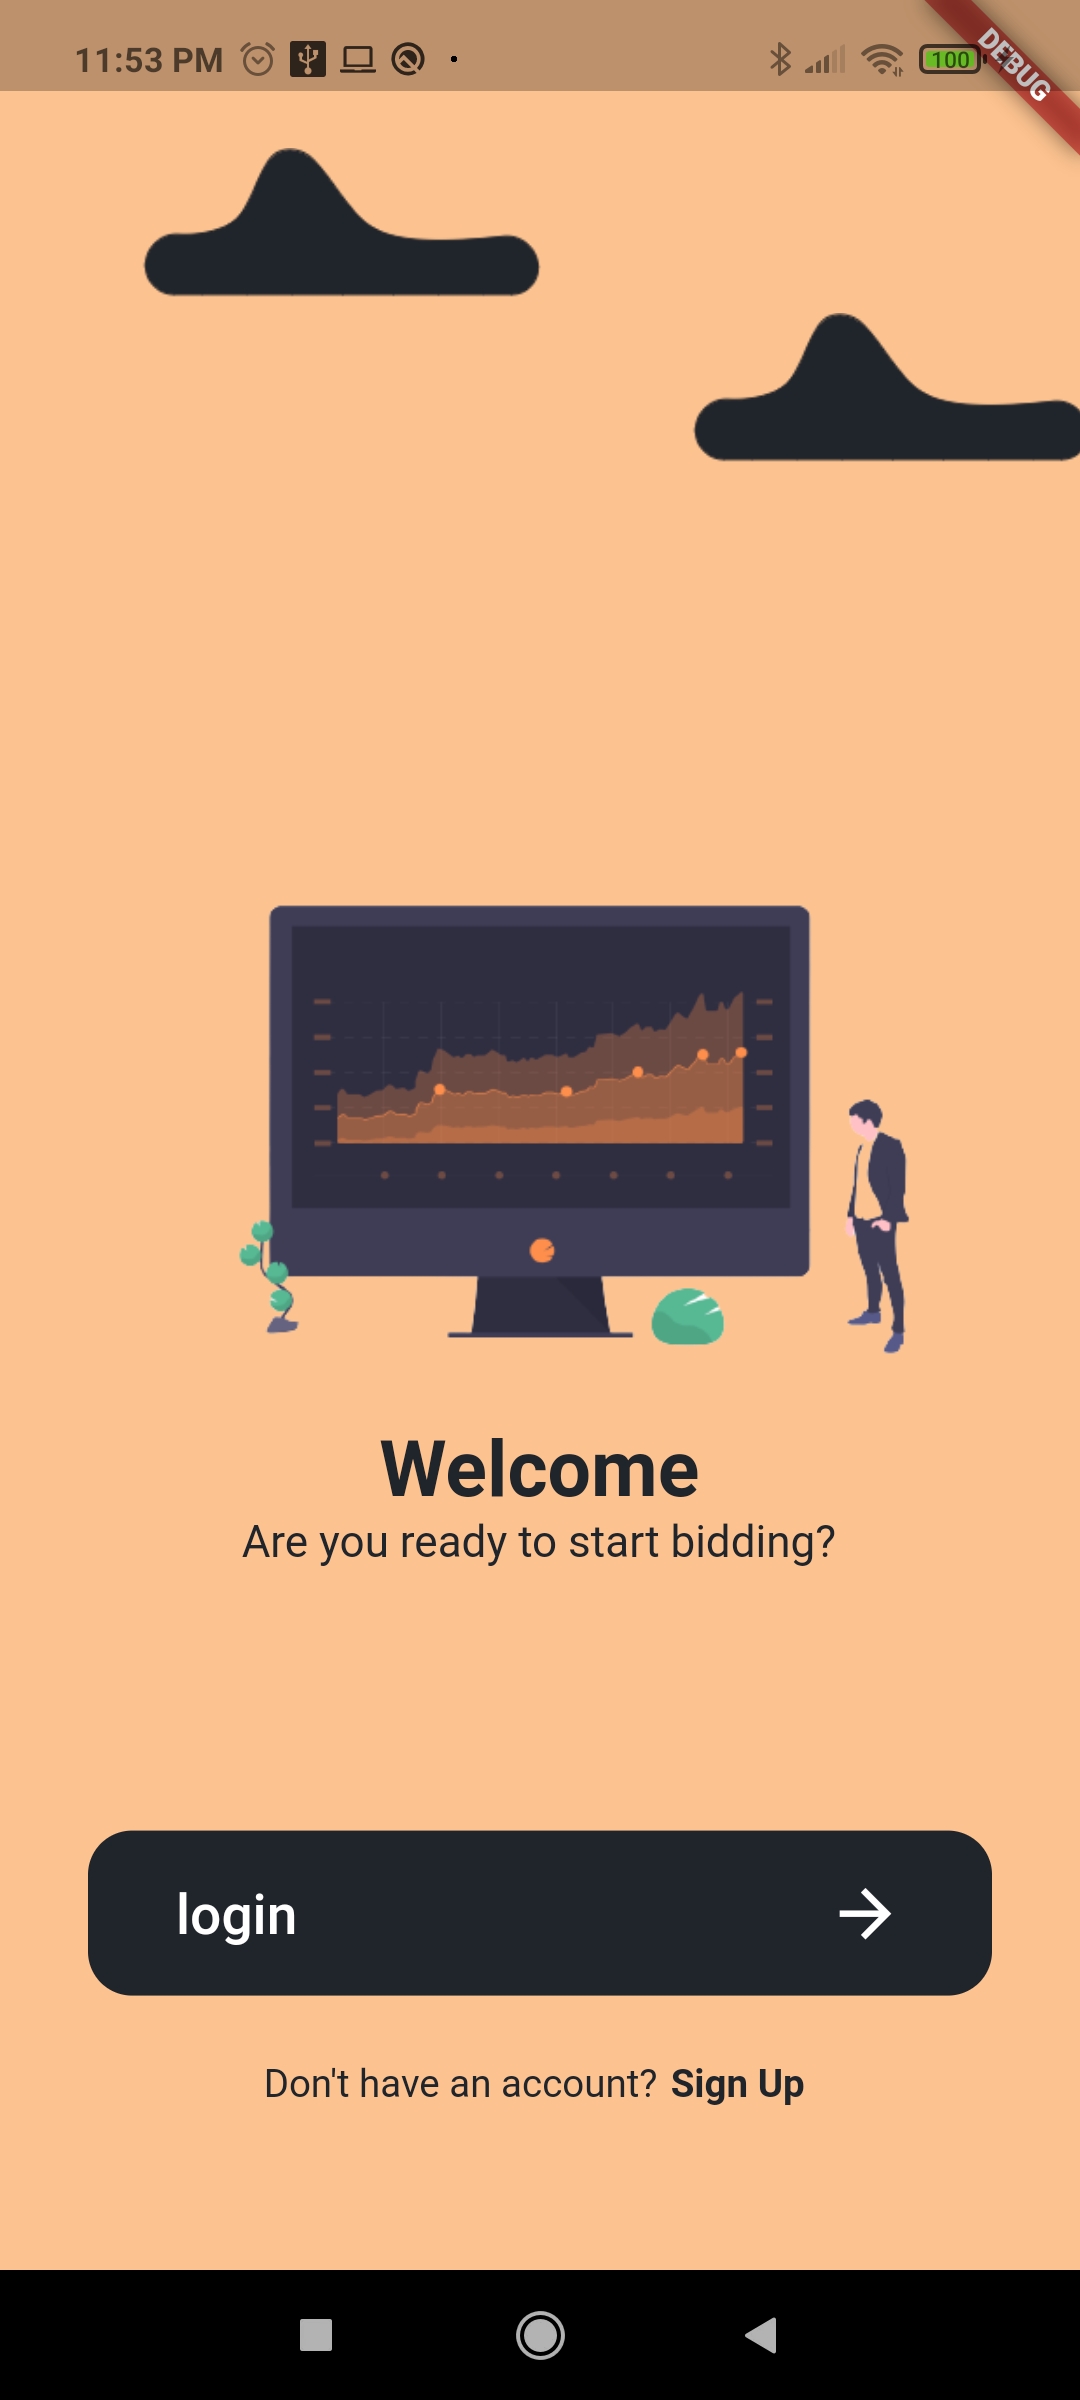 11:53 PM
100
DEBUG
Welcome
Are you ready to start bidding?
login
Don't have an account? Sign Up